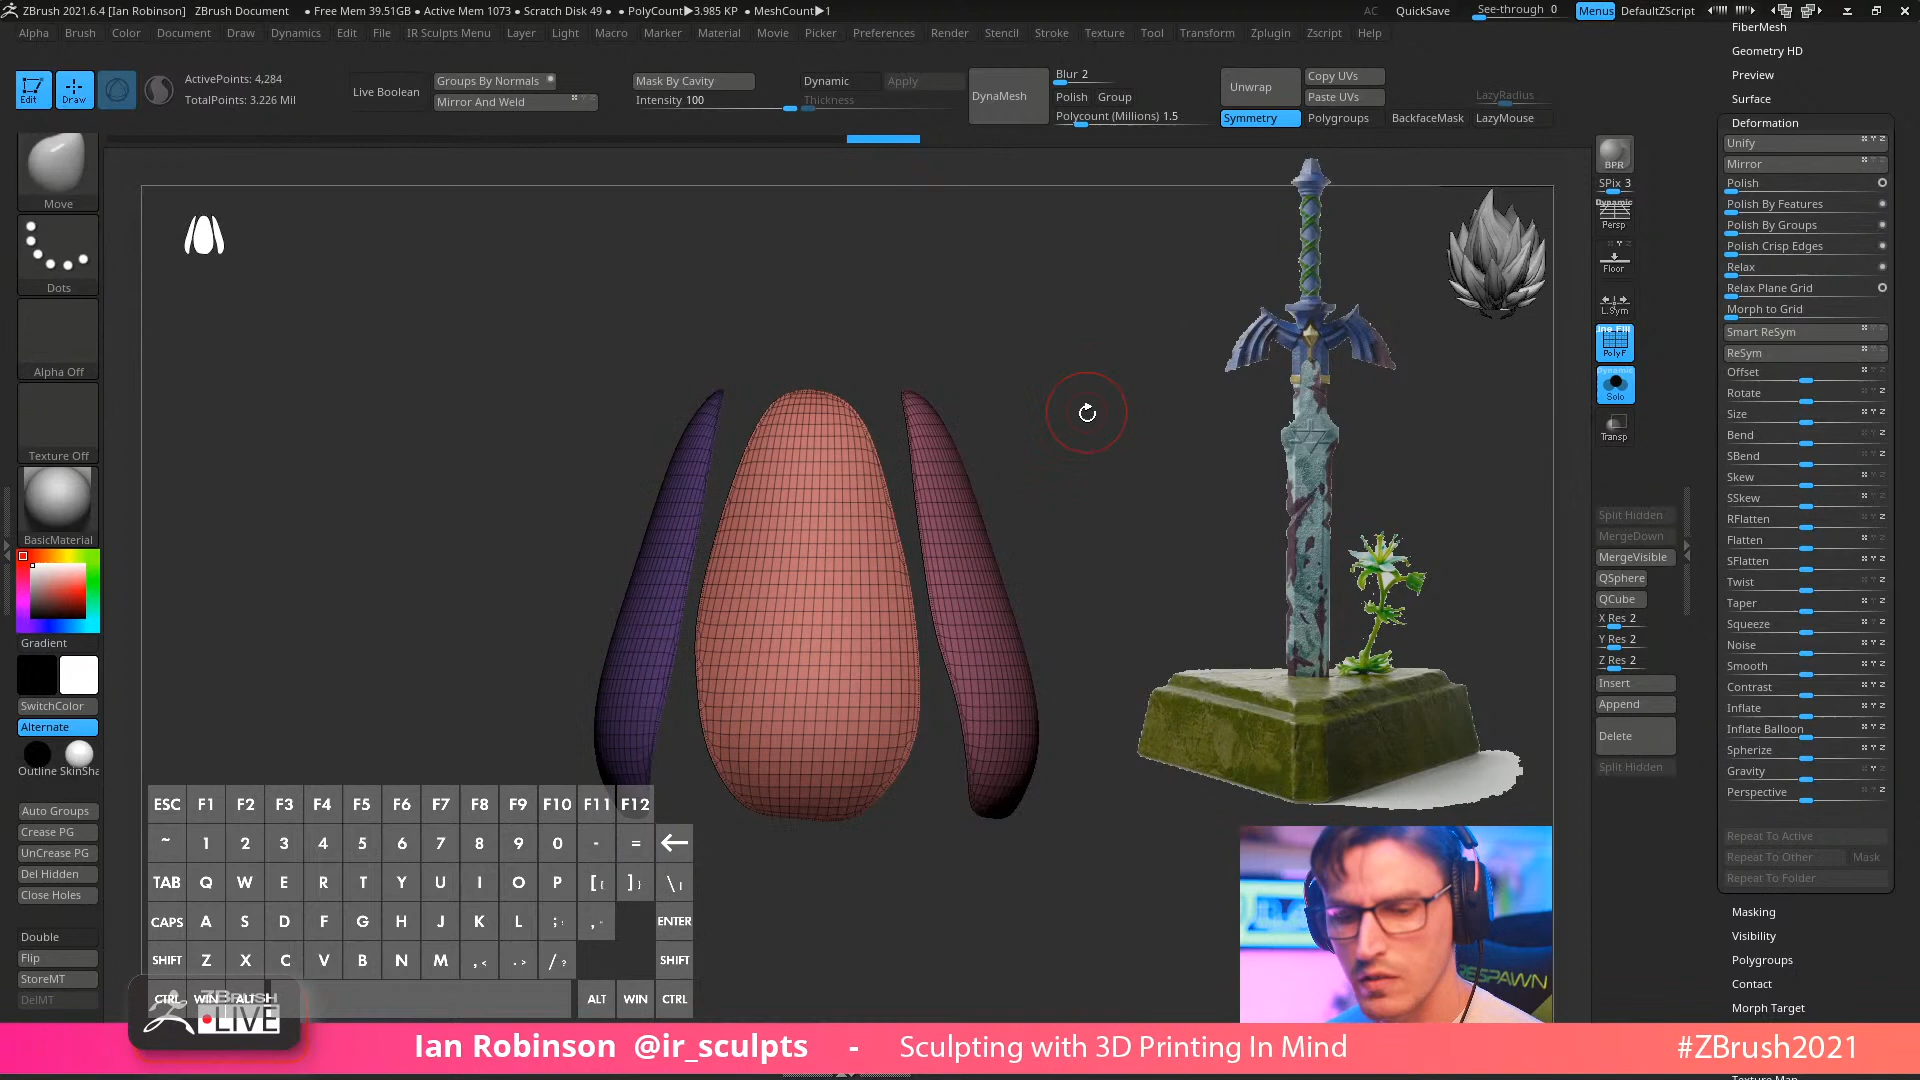 ZBrush 2021.6.4 [Ian Robinson] ZBrush Document • Free Mem 39.51GB • Active Mem 1073 • Scratch Disk 49 • PolyCount▶3.985 KP • MeshCount▶1
AC QuickSave See-through 0 Menus DefaultZScript
Alpha Brush Color Document Draw Dynamics Edit File IR Sculpts Menu Layer Light Macro Marker Material Movie Picker Preferences Render Stencil Stroke Texture Tool Transform Zplugin Zscript Help
Edit Draw
ActivePoints: 4,284
TotalPoints: 3.226 Mil
Live Boolean
Groups By Normals
Mirror And Weld
Mask By Cavity
Intensity 100
Dynamic Apply
Thickness
DynaMesh
Blur 2
Polish Group
Polycount (Millions) 1.5
Unwrap
Copy UVs
Paste UVs
Symmetry Polygroups
BackfaceMask
LazyRadius
LazyMouse
Move
Dots
Alpha Off
Texture Off
BasicMaterial
Gradient
SwitchColor
Alternate
Outline SkinSha
Auto Groups
Crease PG
UnCrease PG
Del Hidden
Close Holes
Double
Flip
StoreMT
DelMT
BPR
SPix 3
Dynamic
Persp
Floor
L.Sym
Line Fill
PolyF
Dynamic
Solo
Transp
Split Hidden
MergeDown
MergeVisible
QSphere
QCube
X Res 2
Y Res 2
Z Res 2
Insert
Append
Delete
Split Hidden
FiberMesh
Geometry HD
Preview
Surface
Deformation
Unify
Mirror
Polish
Polish By Features
Polish By Groups
Polish Crisp Edges
Relax
Relax Plane Grid
Morph to Grid
Smart ReSym
ReSym
Offset
Rotate
Size
Bend
SBend
Skew
SSkew
RFlatten
Flatten
SFlatten
Twist
Taper
Squeeze
Noise
Smooth
Contrast
Inflate
Inflate Balloon
Spherize
Gravity
Perspective
Repeat To Active
Repeat To Other Mask
Repeat To Folder
Masking
Visibility
Polygroups
Contact
Morph Target
ESC F1 F2 F3 F4 F5 F6 F7 F8 F9 F10 F11 F12
~ 1 2 3 4 5 6 7 8 9 0 - = ←
TAB Q W E R T Y U I O P [{ ]} \|
CAPS A S D F G H J K L ;: ," ENTER
SHIFT Z X C V B N M ,< .> /? SHIFT
CTRL WIN ALT ALT WIN CTRL
ZBRUSH
LIVE
RESPAWN
Ian Robinson @ir_sculpts - Sculpting with 3D Printing In Mind #ZBrush2021